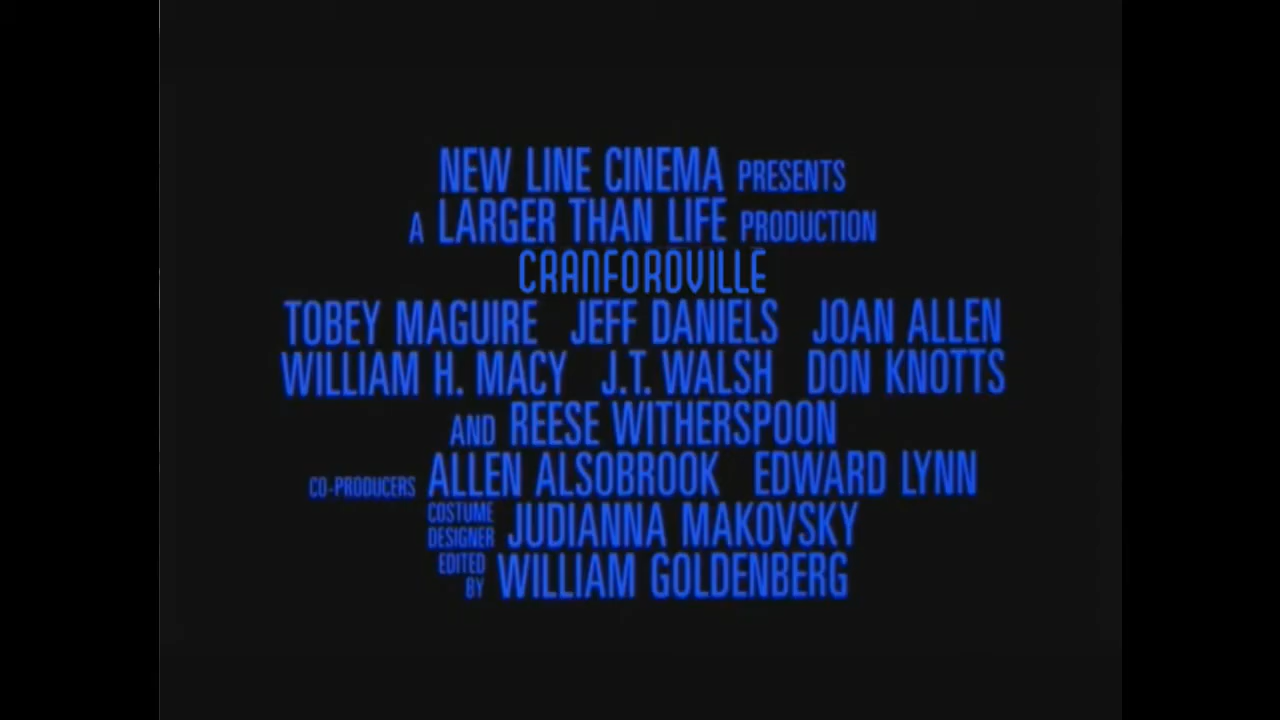 NEW LINE CINEMA PRESENTS
A LARGER THAN LIFE PRODUCTION
CRANFORDVILLE
TOBEY MAGUIRE JEFF DANIELS JOAN ALLEN
WILLIAM H. MACY J.T. WALSH DON KNOTTS
AND REESE WITHERSPOON
CO-PRODUCERS ALLEN ALSOBROOK EDWARD LYNN
COSTUME DESIGNER JUDIANNA MAKOVSKY
EDITED BY WILLIAM GOLDENBERG